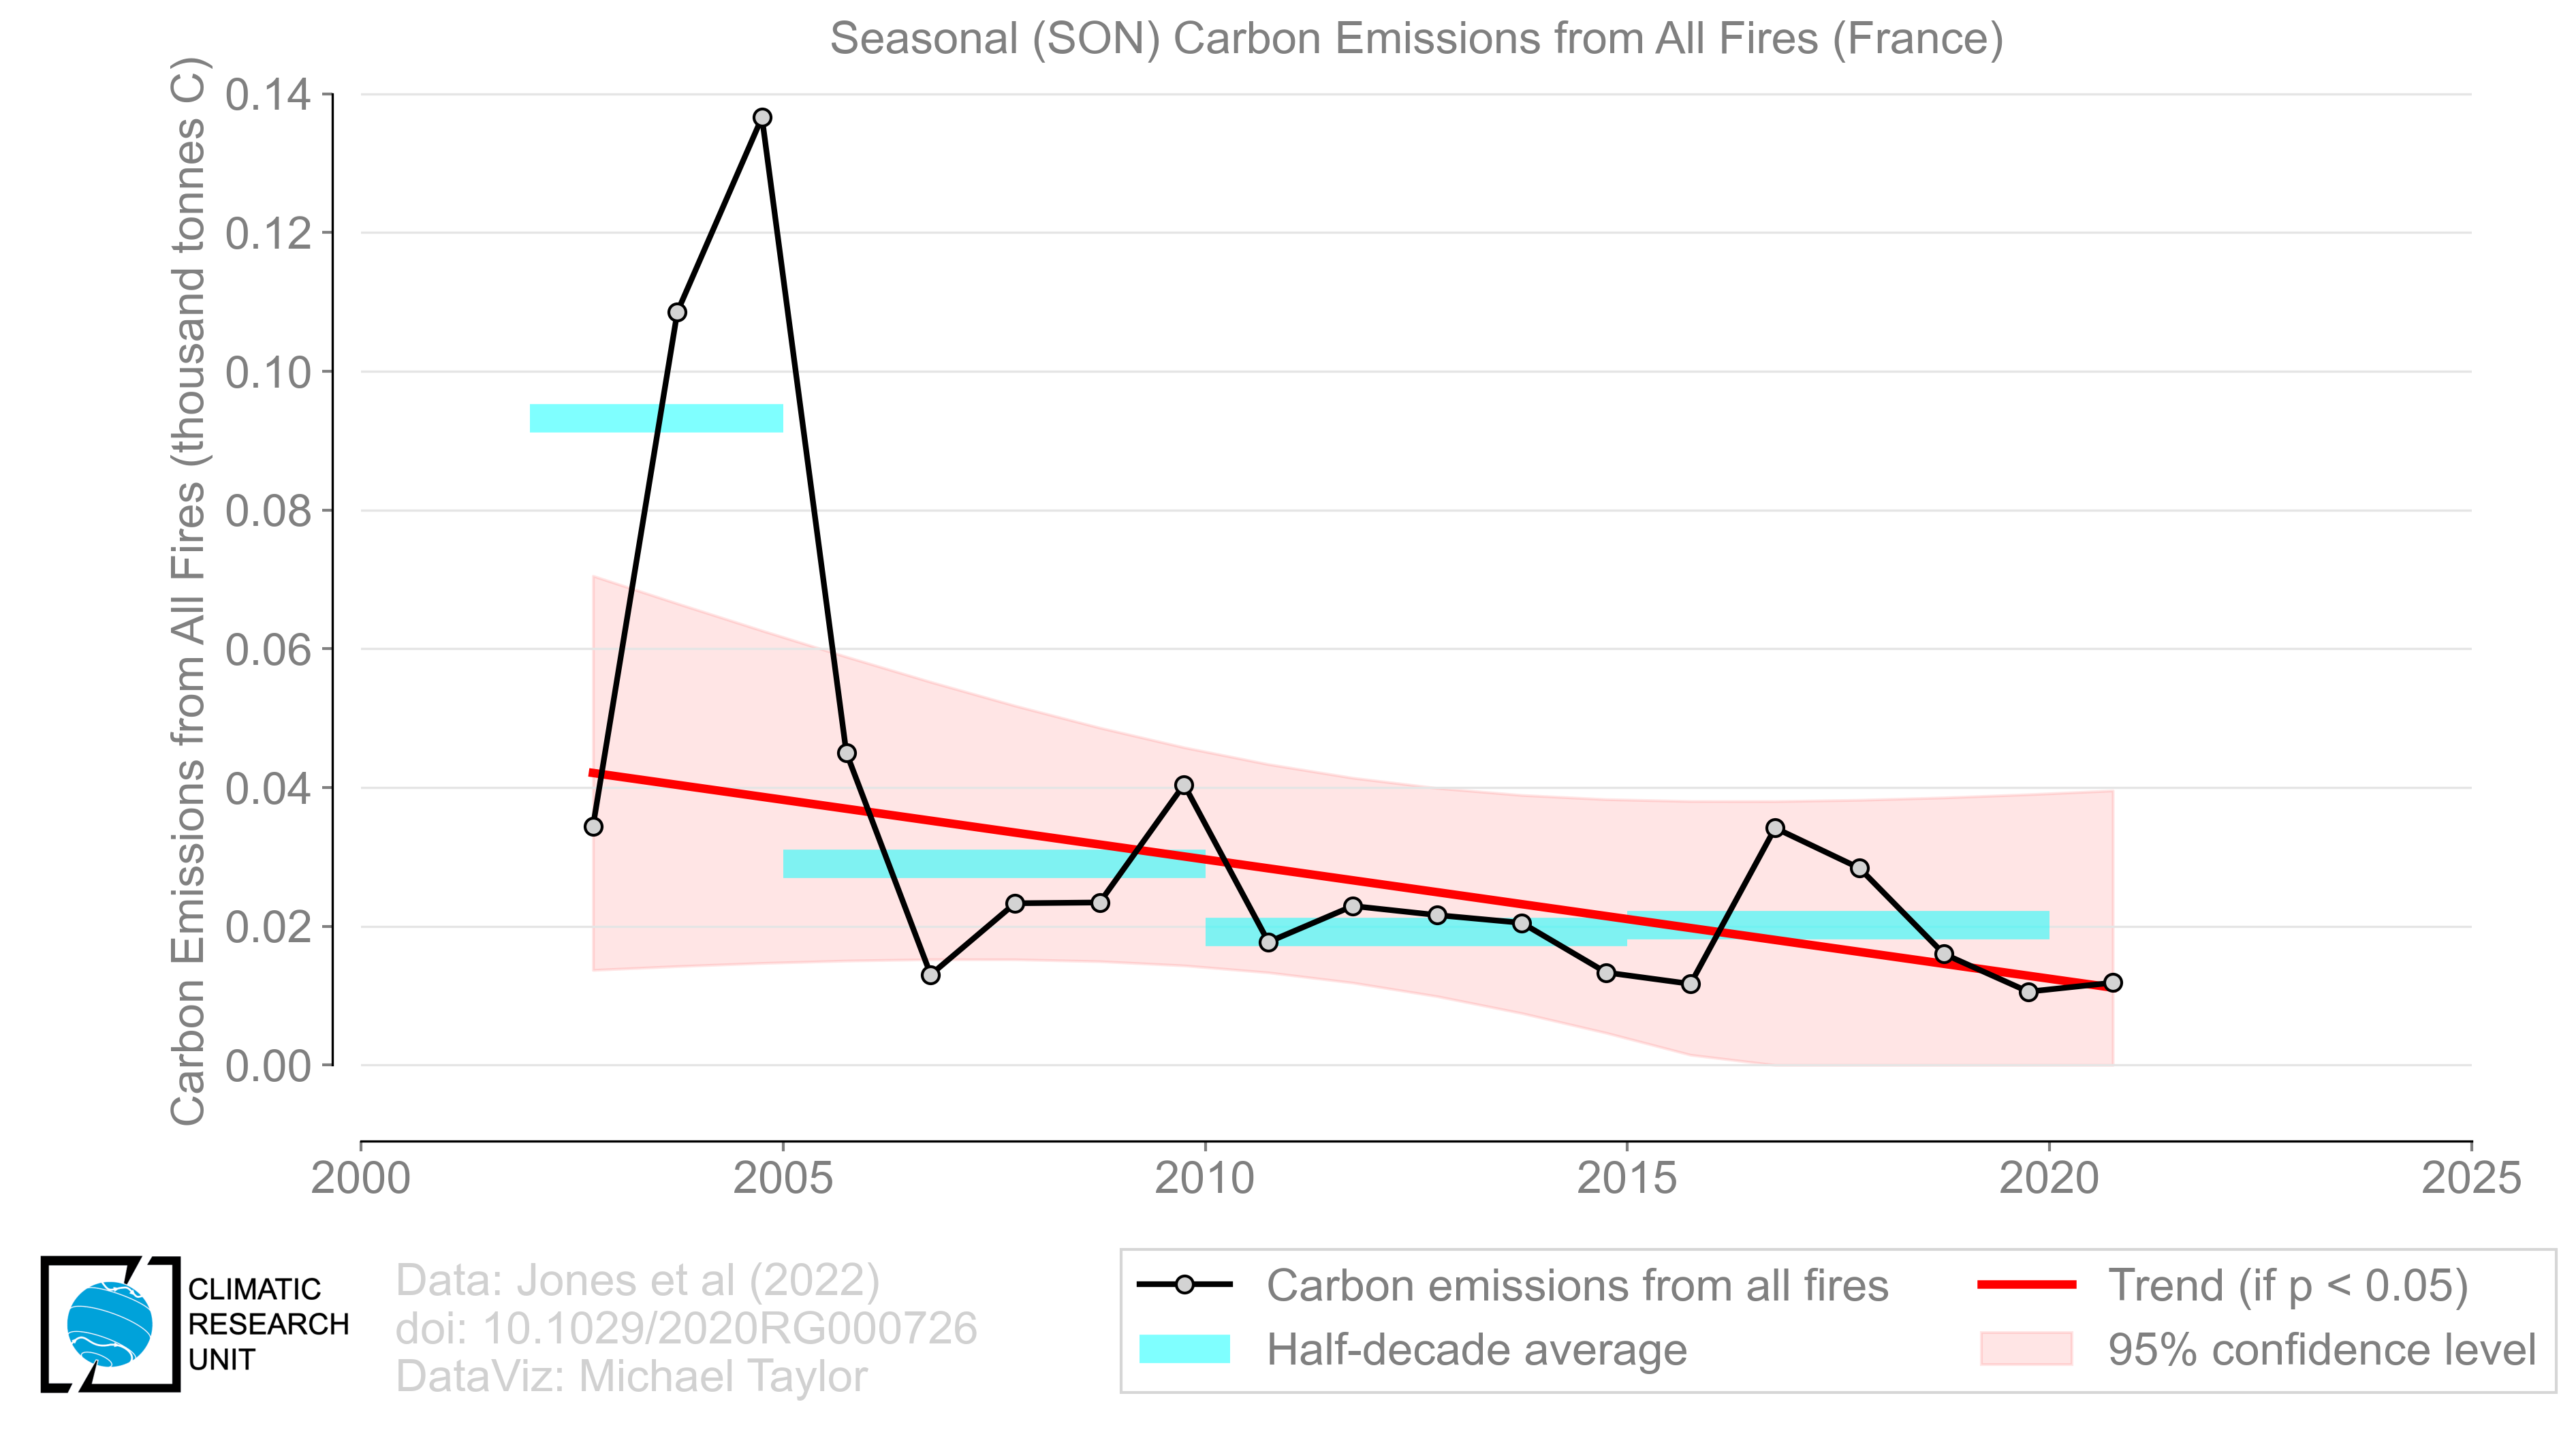 Seasonal (SON) Carbon Emissions from All Fires (France)
Carbon Emissions from All Fires (thousand tonnes C)
0.14
0.12
0.10
0.08
0.06
0.04
0.02
0.00
2000
2005
2010
2015
2020
2025
CLIMATIC
RESEARCH
UNIT
Data: Jones et al (2022)
doi: 10.1029/2020RG000726
DataViz: Michael Taylor
Carbon emissions from all fires
Half-decade average
Trend (if p < 0.05)
95% confidence level